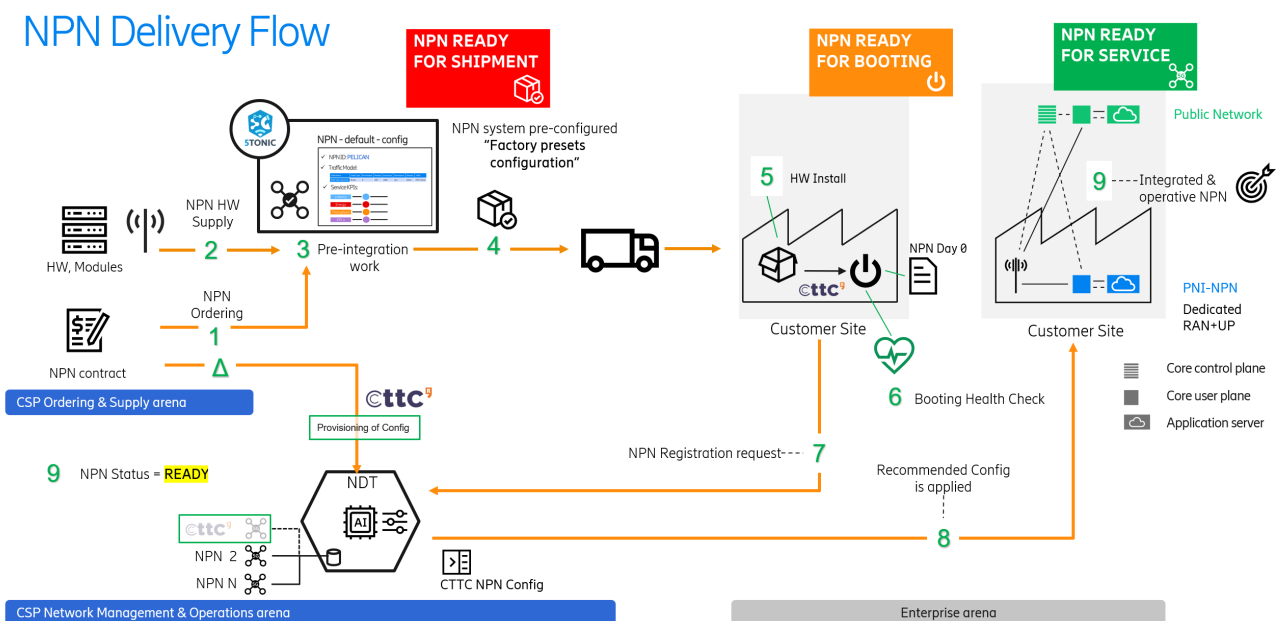 NPN Delivery Flow
NPN READY
FOR SHIPMENT
NPN READY
FOR BOOTING
NPN READY
FOR SERVICE
5G
5TONIC
NPN – default - config
✓ NPN ID: PELICAN
✓ Traffic Model:
✓ Service KPIs:
NPN system pre-configured
"Factory presets
configuration"
Public Network
5 HW Install
9 Integrated &
operative NPN
NPN HW
Supply
HW, Modules
2
3 Pre-integration
work
4
NPN Day 0
cttc
NPN
Ordering
1
Δ
NPN contract
PNI-NPN
Dedicated
RAN+UP
Customer Site
Customer Site
Core control plane
Core user plane
Application server
CSP Ordering & Supply arena
cttc
Provisioning of Config
6 Booting Health Check
NPN Registration request 7
9 NPN Status = READY
NDT
AI
Recommended Config
is applied
8
cttc
NPN 2
NPN N
CTTC NPN Config
CSP Network Management & Operations arena
Enterprise arena